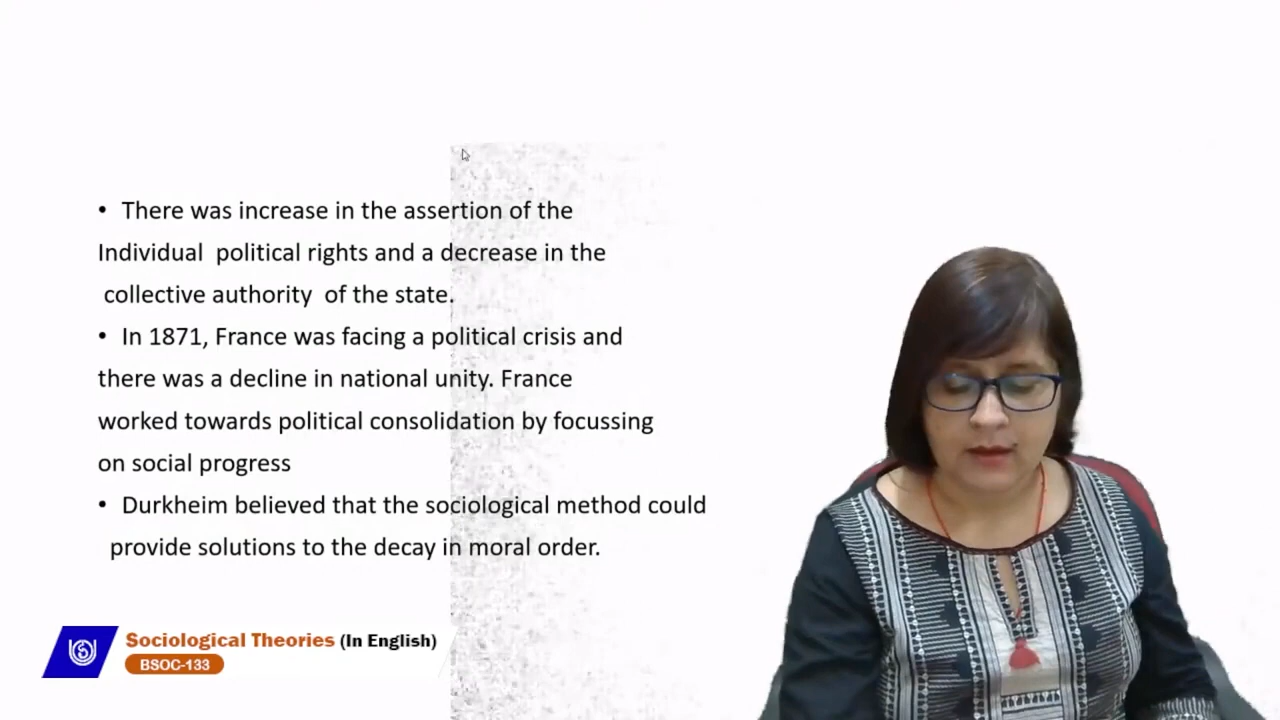 • There was increase in the assertion of the
Individual political rights and a decrease in the
collective authority of the state.
• In 1871, France was facing a political crisis and
there was a decline in national unity. France
worked towards political consolidation by focussing
on social progress
• Durkheim believed that the sociological method could
provide solutions to the decay in moral order.
Sociological Theories (In English)
BSOC-133